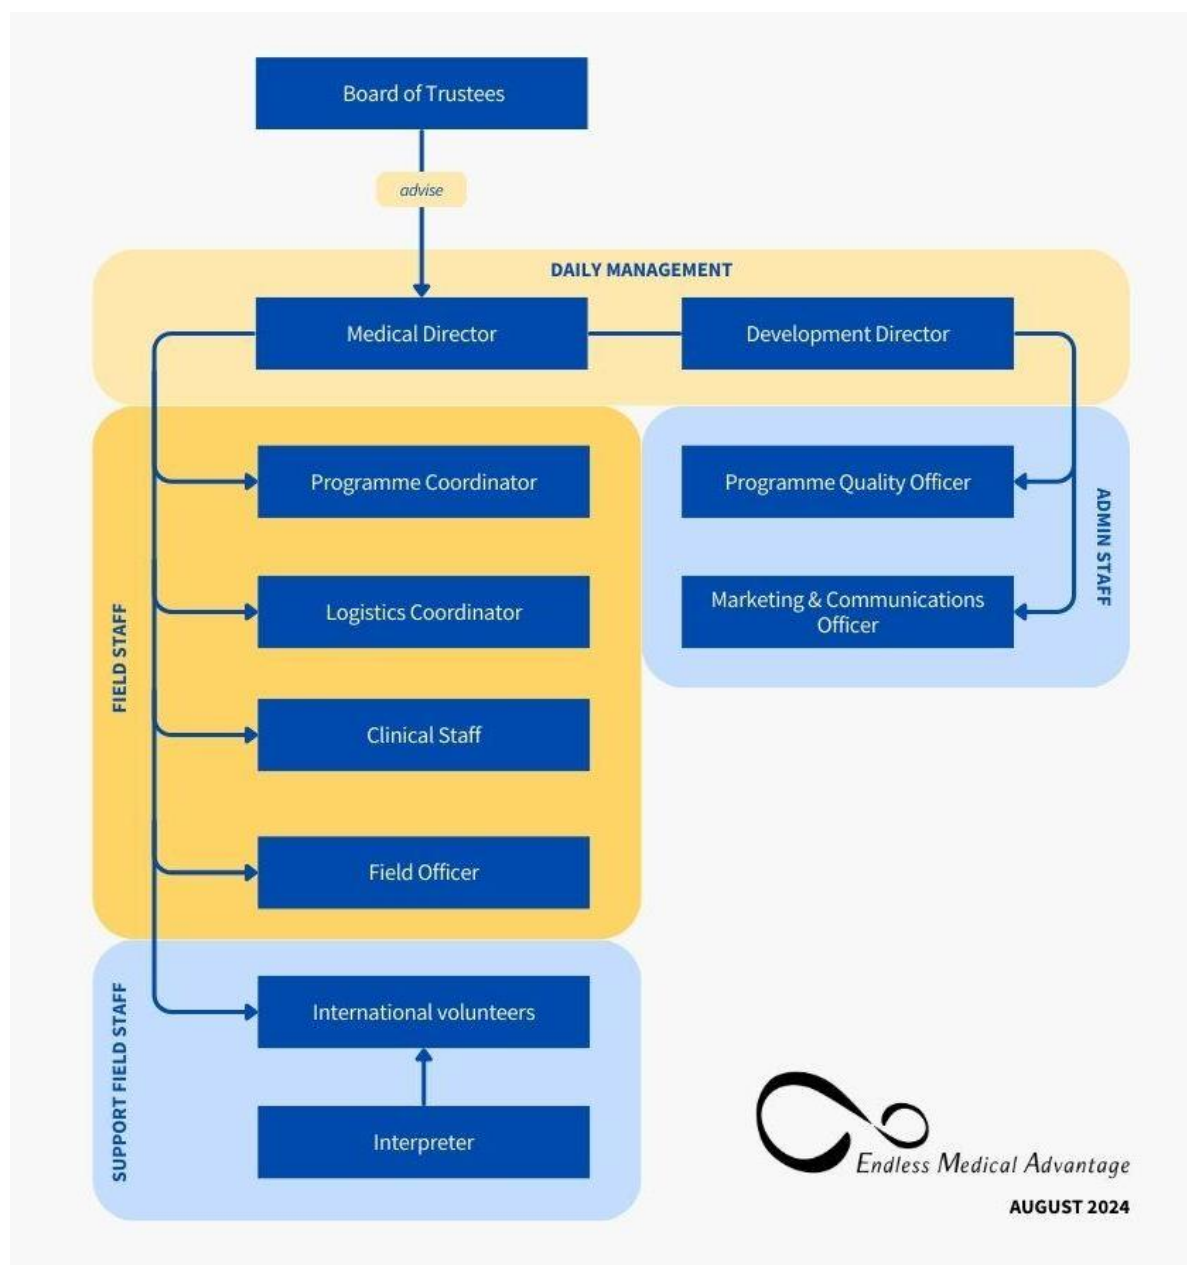 Board of Trustees
advise
DAILY MANAGEMENT
Medical Director
Development Director
FIELD STAFF
Programme Coordinator
Logistics Coordinator
Clinical Staff
Field Officer
Programme Quality Officer
Marketing & Communications
Officer
ADMIN STAFF
SUPPORT FIELD STAFF
International volunteers
Interpreter
Endless Medical Advantage
AUGUST 2024